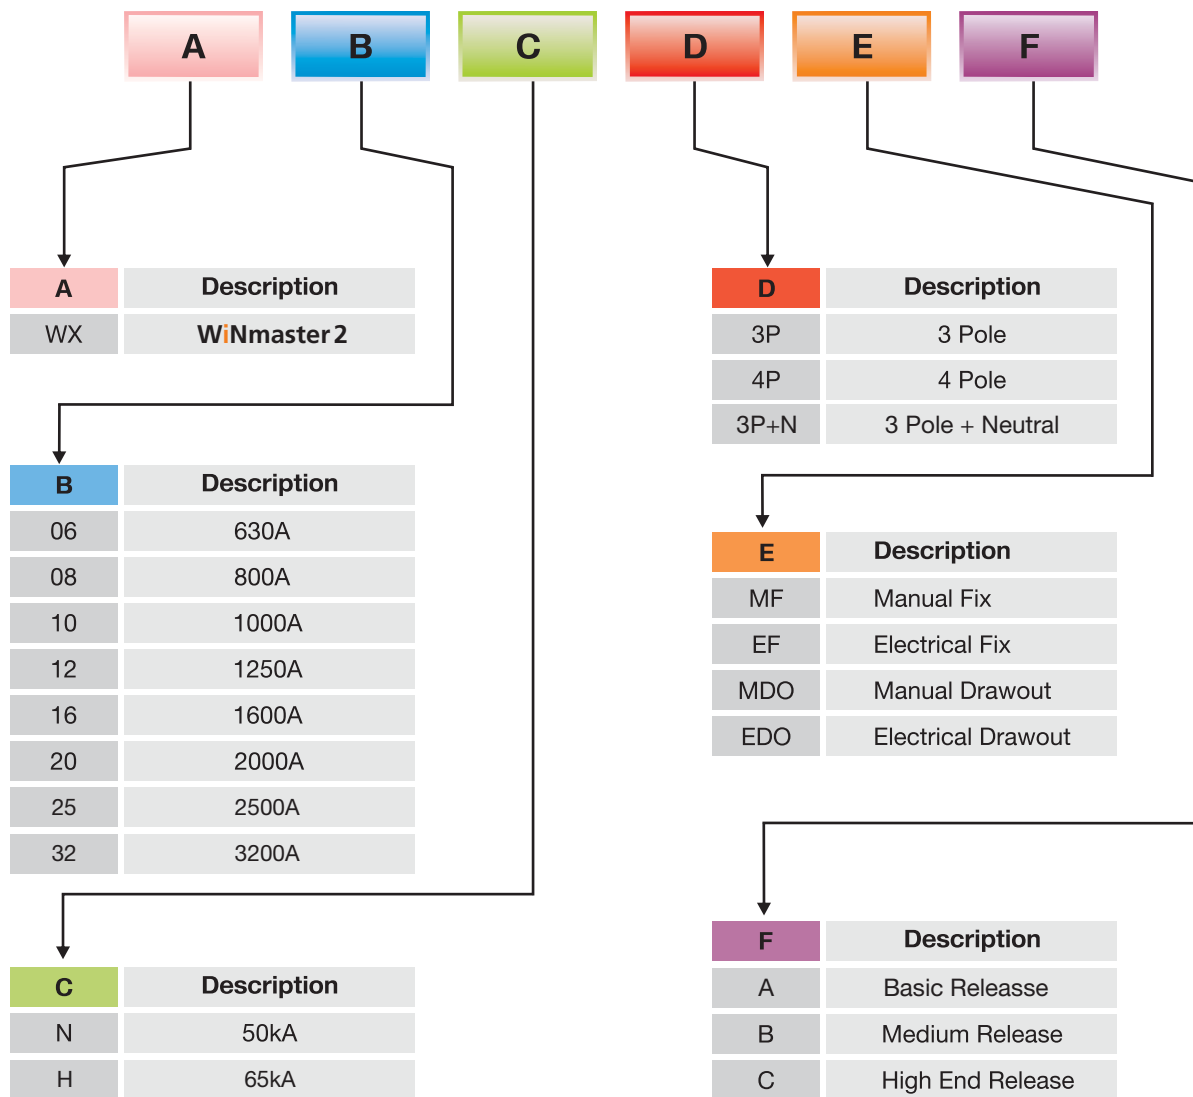 A B C D E F
A Description
WX WiNmaster 2
B Description
06 630A
08 800A
10 1000A
12 1250A
16 1600A
20 2000A
25 2500A
32 3200A
C Description
N 50kA
H 65kA
D Description
3P 3 Pole
4P 4 Pole
3P+N 3 Pole + Neutral
E Description
MF Manual Fix
EF Electrical Fix
MDO Manual Drawout
EDO Electrical Drawout
F Description
A Basic Releasse
B Medium Release
C High End Release